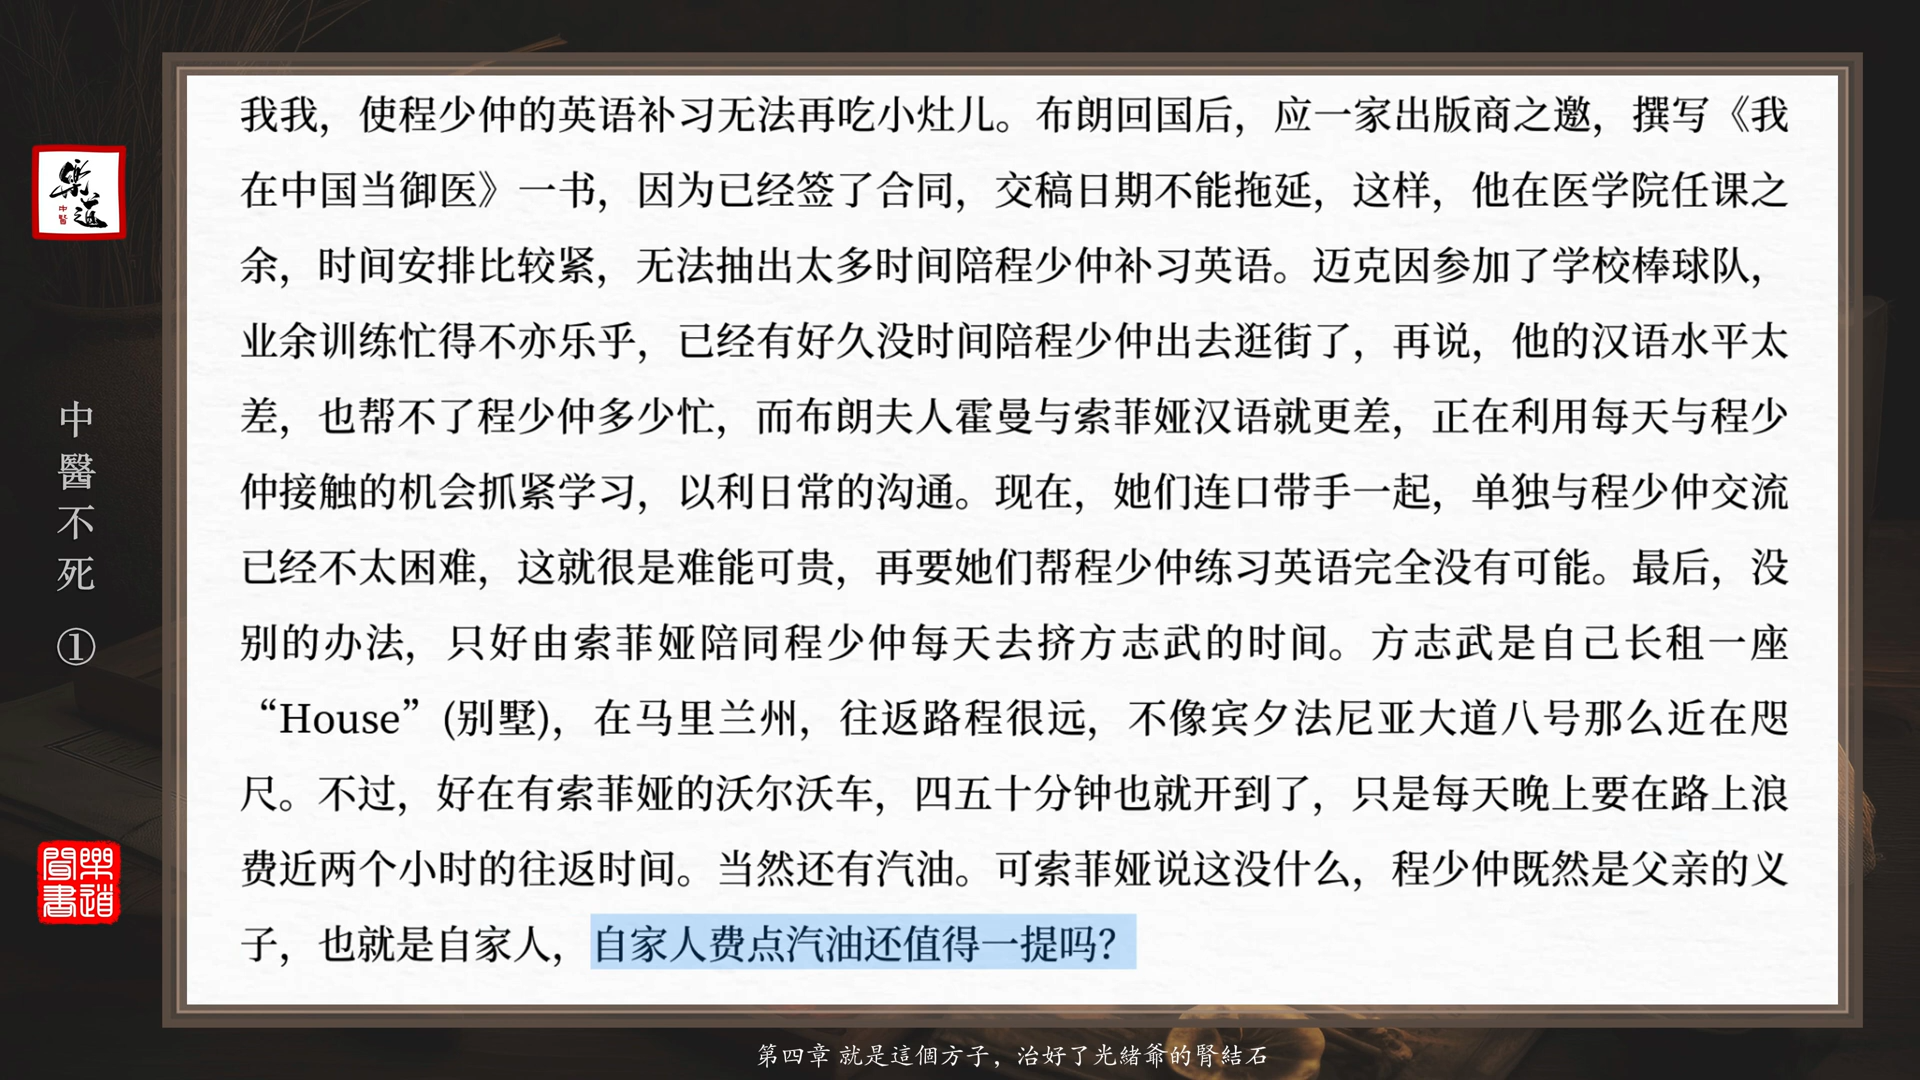 樂道
中醫
中醫不死 ①
樂道
閒書
我我，使程少仲的英语补习无法再吃小灶儿。布朗回国后，应一家出版商之邀，撰写《我
在中国当御医》一书，因为已经签了合同，交稿日期不能拖延，这样，他在医学院任课之
余，时间安排比较紧，无法抽出太多时间陪程少仲补习英语。迈克因参加了学校棒球队，
业余训练忙得不亦乐乎，已经有好久没时间陪程少仲出去逛街了，再说，他的汉语水平太
差，也帮不了程少仲多少忙，而布朗夫人霍曼与索菲娅汉语就更差，正在利用每天与程少
仲接触的机会抓紧学习，以利日常的沟通。现在，她们连口带手一起，单独与程少仲交流
已经不太困难，这就很是难能可贵，再要她们帮程少仲练习英语完全没有可能。最后，没
别的办法，只好由索菲娅陪同程少仲每天去挤方志武的时间。方志武是自己长租一座
“House”(别墅)，在马里兰州，往返路程很远，不像宾夕法尼亚大道八号那么近在咫
尺。不过，好在有索菲娅的沃尔沃车，四五十分钟也就开到了，只是每天晚上要在路上浪
费近两个小时的往返时间。当然还有汽油。可索菲娅说这没什么，程少仲既然是父亲的义
子，也就是自家人，自家人费点汽油还值得一提吗？
第四章 就是這個方子，治好了光緒爺的腎結石